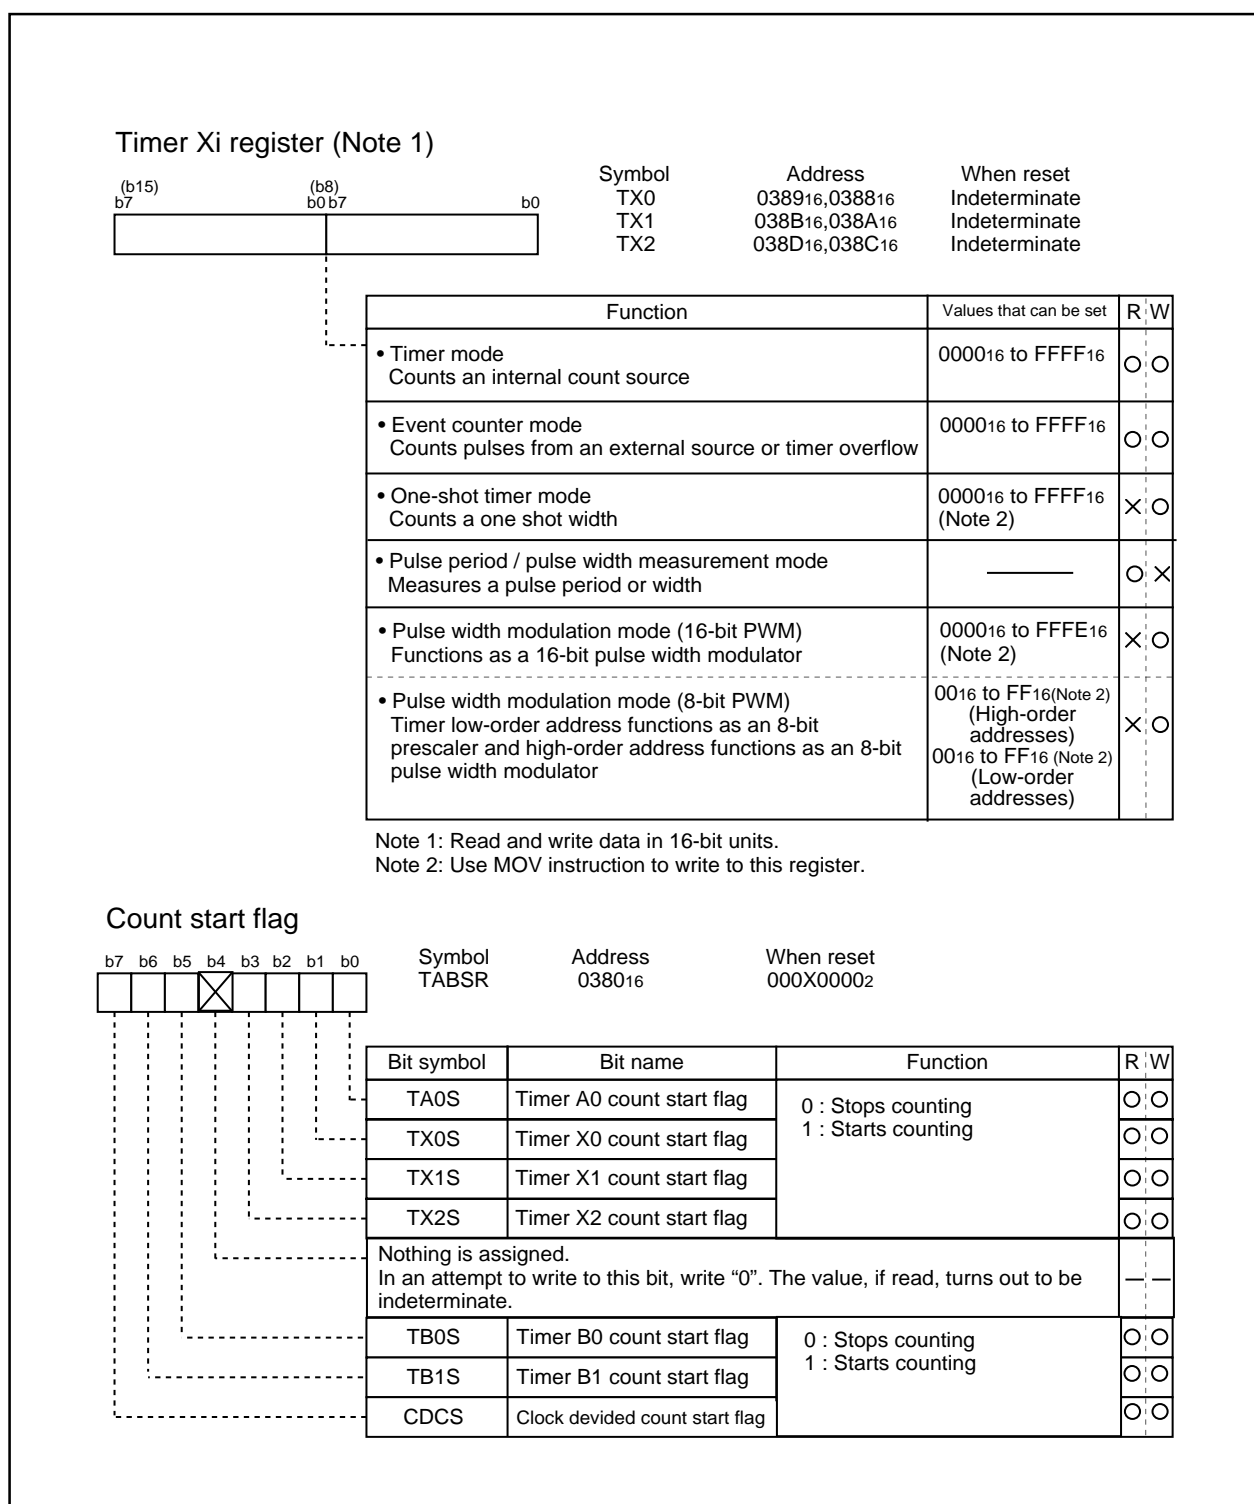 Timer Xi register (Note 1)
Symbol Address When reset
(b15) (b8)
b7 b0 b7 b0
TX0 038916,038816 Indeterminate
TX1 038B16,038A16 Indeterminate
TX2 038D16,038C16 Indeterminate
Function Values that can be set R W
• Timer mode 000016 to FFFF16
Counts an internal count source
• Event counter mode 000016 to FFFF16
Counts pulses from an external source or timer overflow
• One-shot timer mode 000016 to FFFF16
Counts a one shot width (Note 2)
• Pulse period / pulse width measurement mode
Measures a pulse period or width
• Pulse width modulation mode (16-bit PWM) 000016 to FFFE16
Functions as a 16-bit pulse width modulator (Note 2)
• Pulse width modulation mode (8-bit PWM)
Timer low-order address functions as an 8-bit
prescaler and high-order address functions as an 8-bit
pulse width modulator
0016 to FF16(Note 2)
(High-order
addresses)
0016 to FF16 (Note 2)
(Low-order
addresses)
Note 1: Read and write data in 16-bit units.
Note 2: Use MOV instruction to write to this register.
Count start flag
b7 b6 b5 b4 b3 b2 b1 b0
Symbol Address When reset
TABSR 038016 000X00002
Bit symbol Bit name Function R W
TA0S Timer A0 count start flag
0 : Stops counting
1 : Starts counting
TX0S Timer X0 count start flag
TX1S Timer X1 count start flag
TX2S Timer X2 count start flag
Nothing is assigned.
In an attempt to write to this bit, write “0”. The value, if read, turns out to be
indeterminate.
TB0S Timer B0 count start flag
0 : Stops counting
1 : Starts counting
TB1S Timer B1 count start flag
CDCS Clock devided count start flag